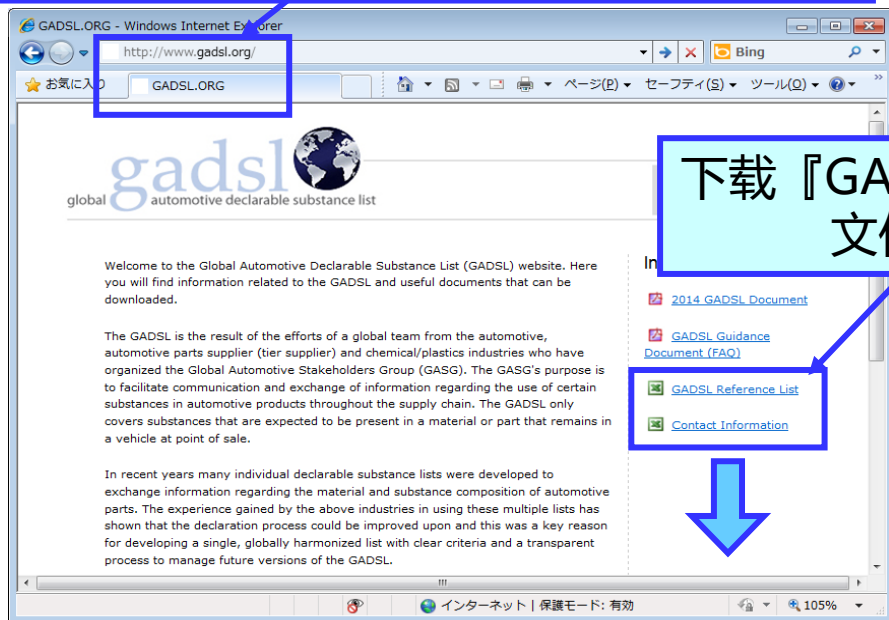 GADSL.ORG - Windows Internet Explorer
http://www.gadsl.org/
Bing
お気に入り
GADSL.ORG
ページ(P)
セーフティ(S)
ツール(O)
gadsl
global automotive declarable substance list
下载『GA
Welcome to the Global Automotive Declarable Substance List (GADSL) website. Here
you will find information related to the GADSL and useful documents that can be
downloaded.
The GADSL is the result of the efforts of a global team from the automotive,
automotive parts supplier (tier supplier) and chemical/plastics industries who have
organized the Global Automotive Stakeholders Group (GASG). The GASG's purpose is
to facilitate communication and exchange of information regarding the use of certain
substances in automotive products throughout the supply chain. The GADSL only
covers substances that are expected to be present in a material or part that remains in
a vehicle at point of sale.
In recent years many individual declarable substance lists were developed to
exchange information regarding the material and substance composition of automotive
parts. The experience gained by the above industries in using these multiple lists has
shown that the declaration process could be improved upon and this was a key reason
for developing a single, globally harmonized list with clear criteria and a transparent
process to manage future versions of the GADSL.
In
2014 GADSL Document
GADSL Guidance
Document (FAQ)
GADSL Reference List
Contact Information
インターネット | 保護モード: 有効
105%